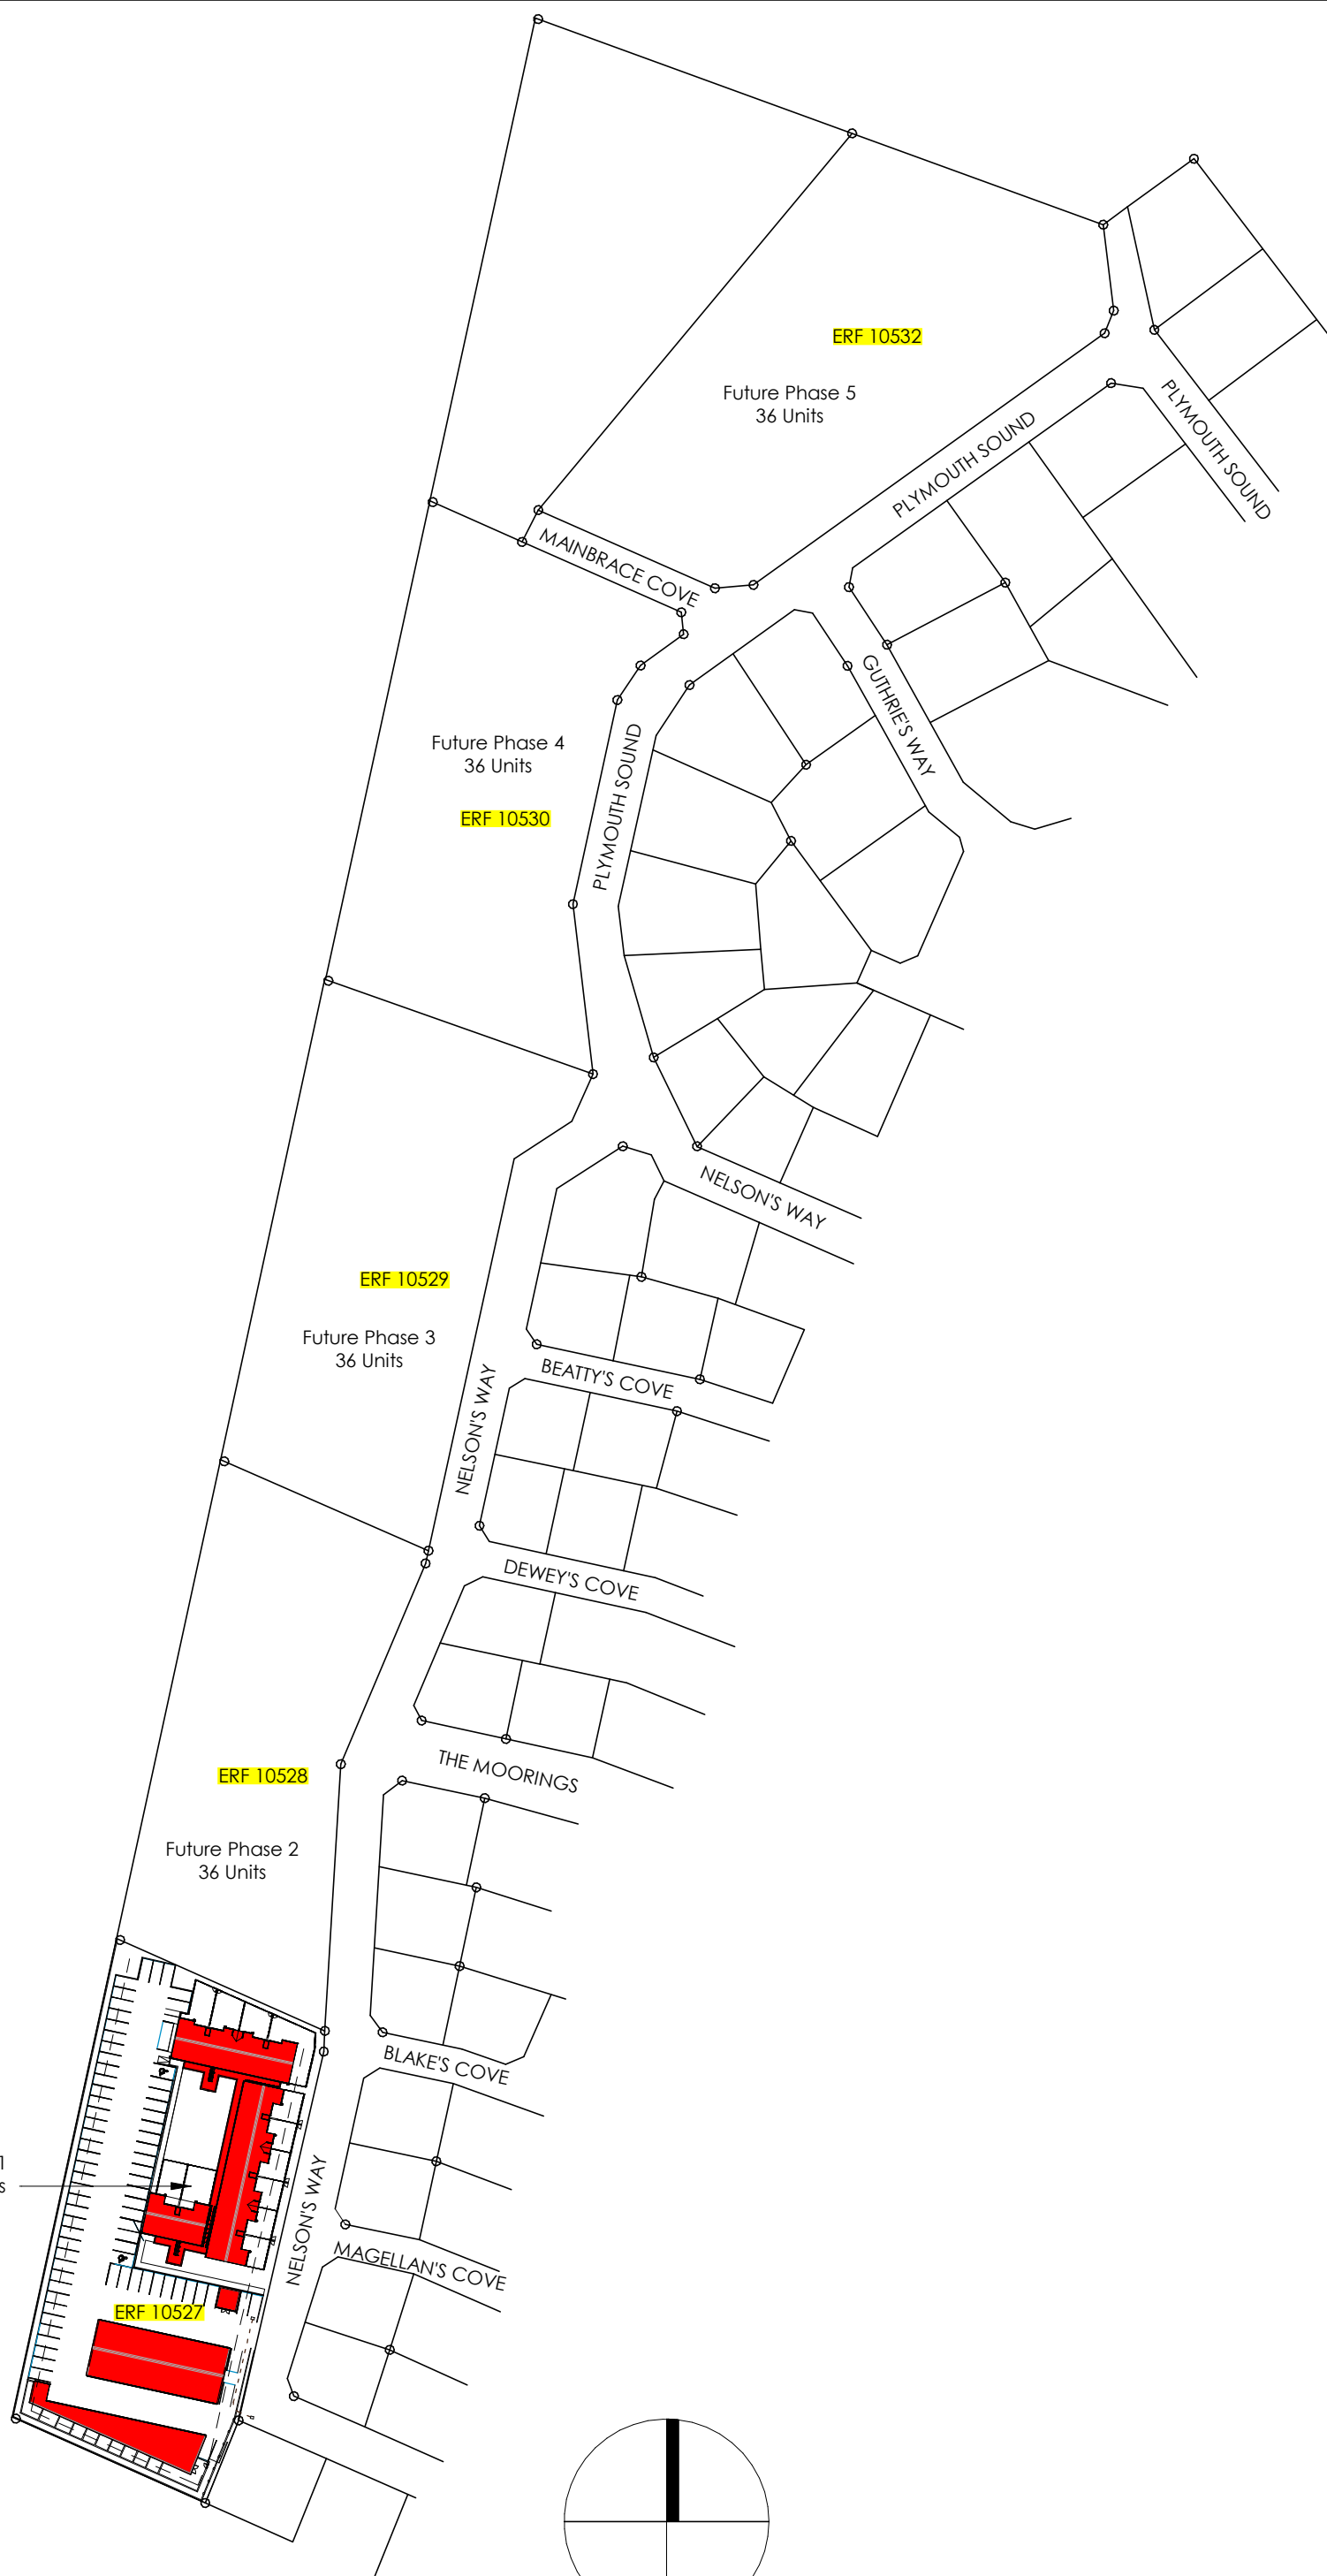 ERF 10532
Future Phase 5
36 Units
PLYMOUTH SOUND
PLYMOUTH SOUND
MAINBRACE COVE
GUTHRIE'S WAY
Future Phase 4
36 Units
PLYMOUTH SOUND
ERF 10530
NELSON'S WAY
ERF 10529
Future Phase 3
36 Units
BEATTY'S COVE
NELSON'S WAY
DEWEY'S COVE
THE MOORINGS
ERF 10528
Future Phase 2
36 Units
BLAKE'S COVE
1
s
NELSON'S WAY
MAGELLAN'S COVE
ERF 10527